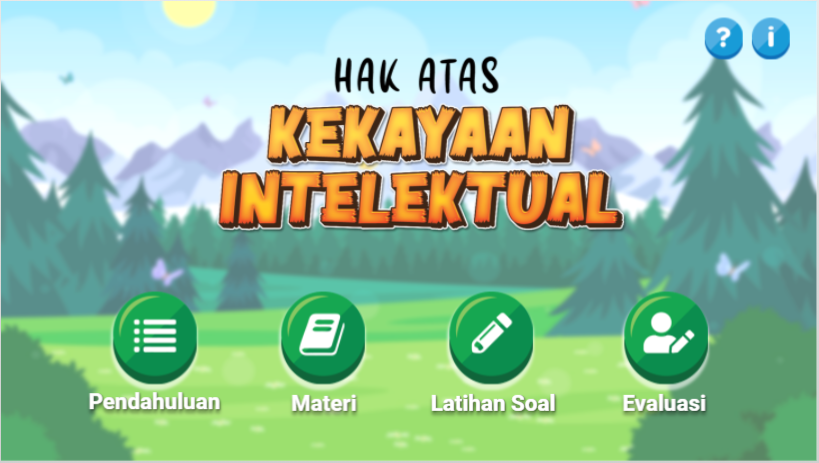 ? i
HAK ATAS
KEKAYAAN
INTELEKTUAL
Pendahuluan Materi Latihan Soal Evaluasi